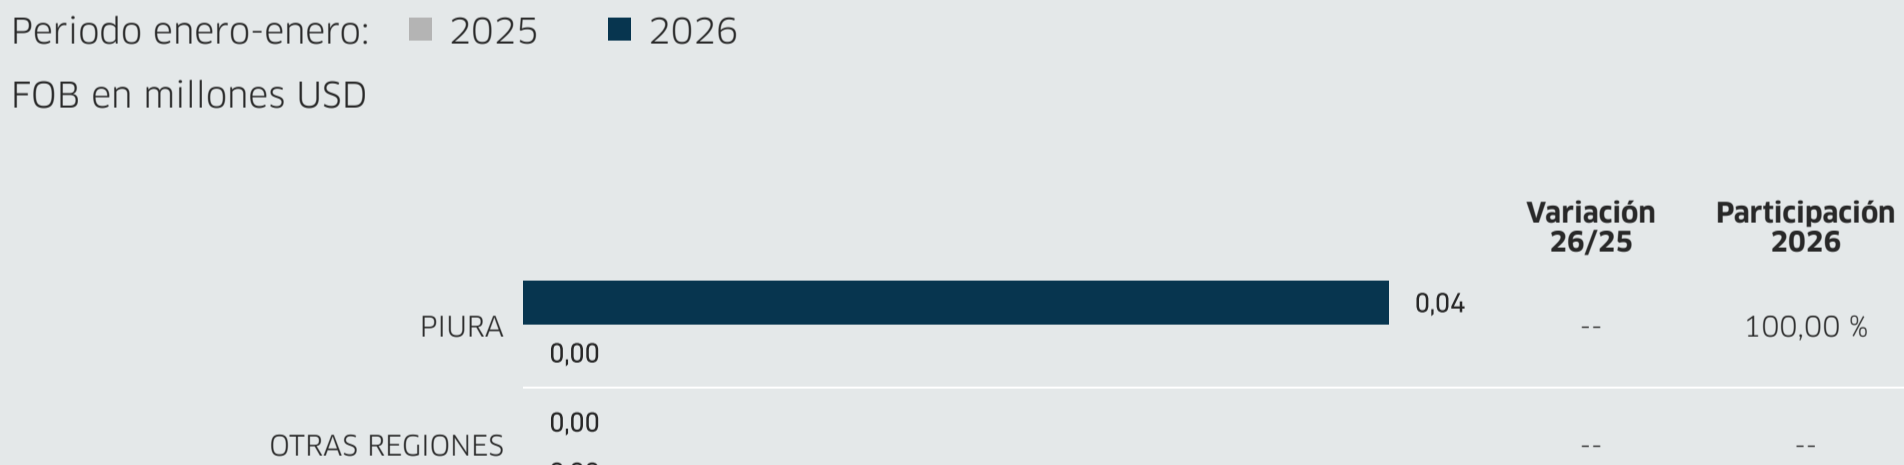 Periodo enero-enero: 2025 2026
FOB en millones USD
Variación 26/25 Participación 2026
PIURA 0,04 -- 100,00 %
0,00
0,00
OTRAS REGIONES -- --